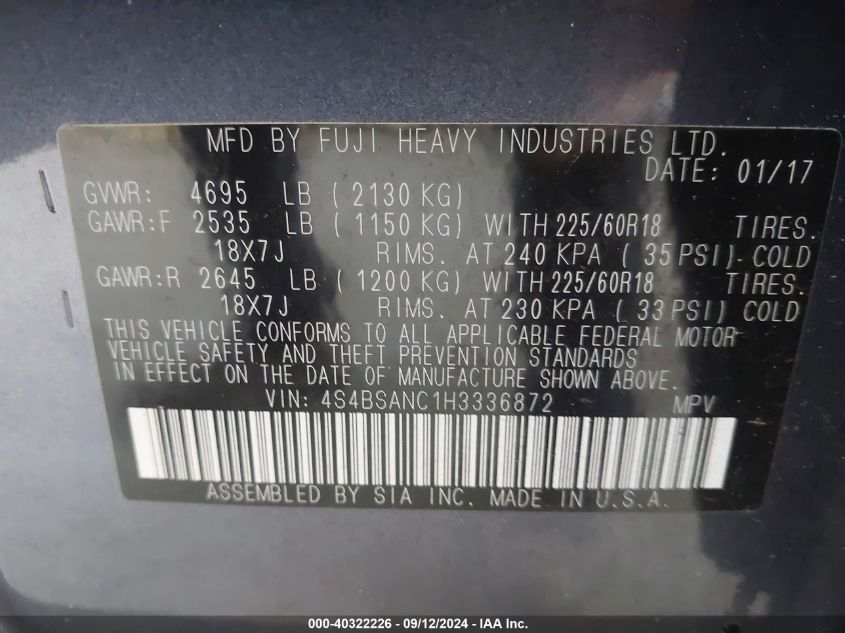 MFD BY FUJI HEAVY INDUSTRIES LTD.
DATE: 01/17
GVWR: 4695 LB ( 2130 KG)
GAWR:F 2535 LB ( 1150 KG) WITH 225/60R18 TIRES.
18X7J RIMS. AT 240 KPA ( 35 PSI) COLD
GAWR:R 2645 LB ( 1200 KG) WITH 225/60R18 TIRES.
18X7J RIMS. AT 230 KPA ( 33 PSI) COLD
THIS VEHICLE CONFORMS TO ALL APPLICABLE FEDERAL MOTOR
VEHICLE SAFETY AND THEFT PREVENTION STANDARDS
IN EFFECT ON THE DATE OF MANUFACTURE SHOWN ABOVE.
VIN: 4S4BSANC1H3336872 MPV
ASSEMBLED BY SIA INC. MADE IN U.S.A.
000-40322226 - 09/12/2024 - IAA Inc.